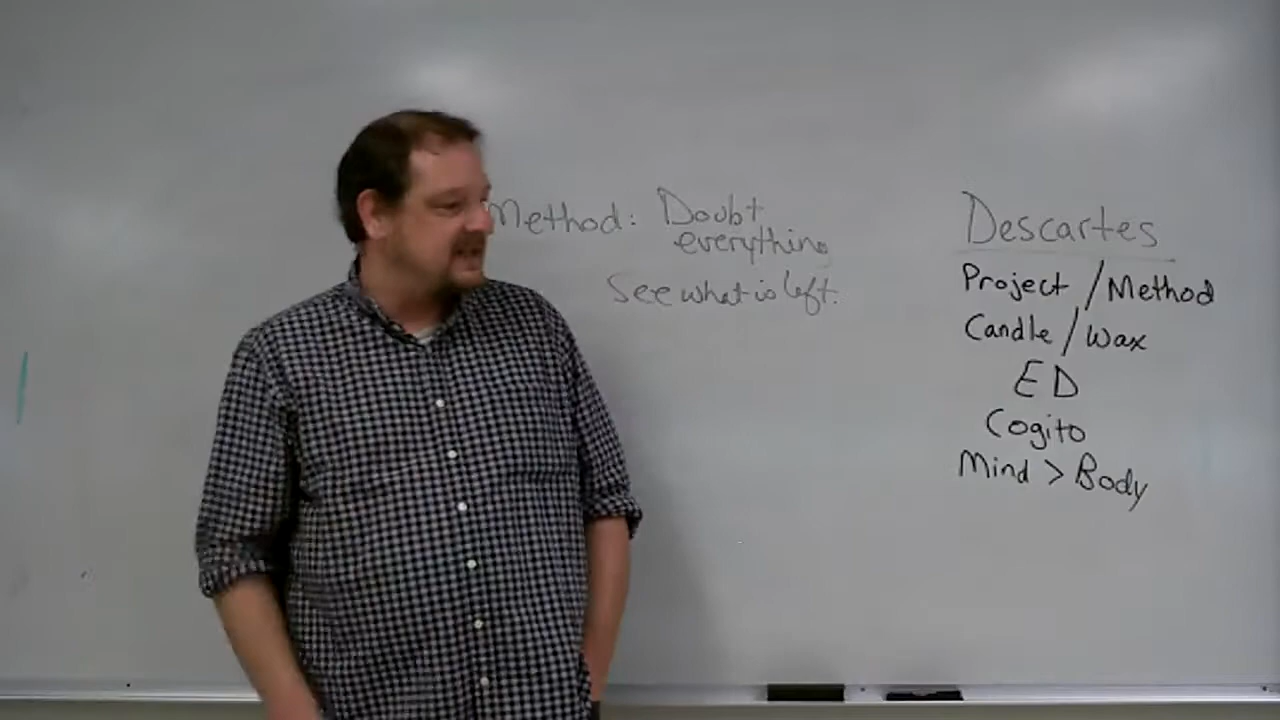 Method: Doubt
everything
See what is left.
Descartes
Project / Method
Candle / Wax
ED
Cogito
Mind > Body